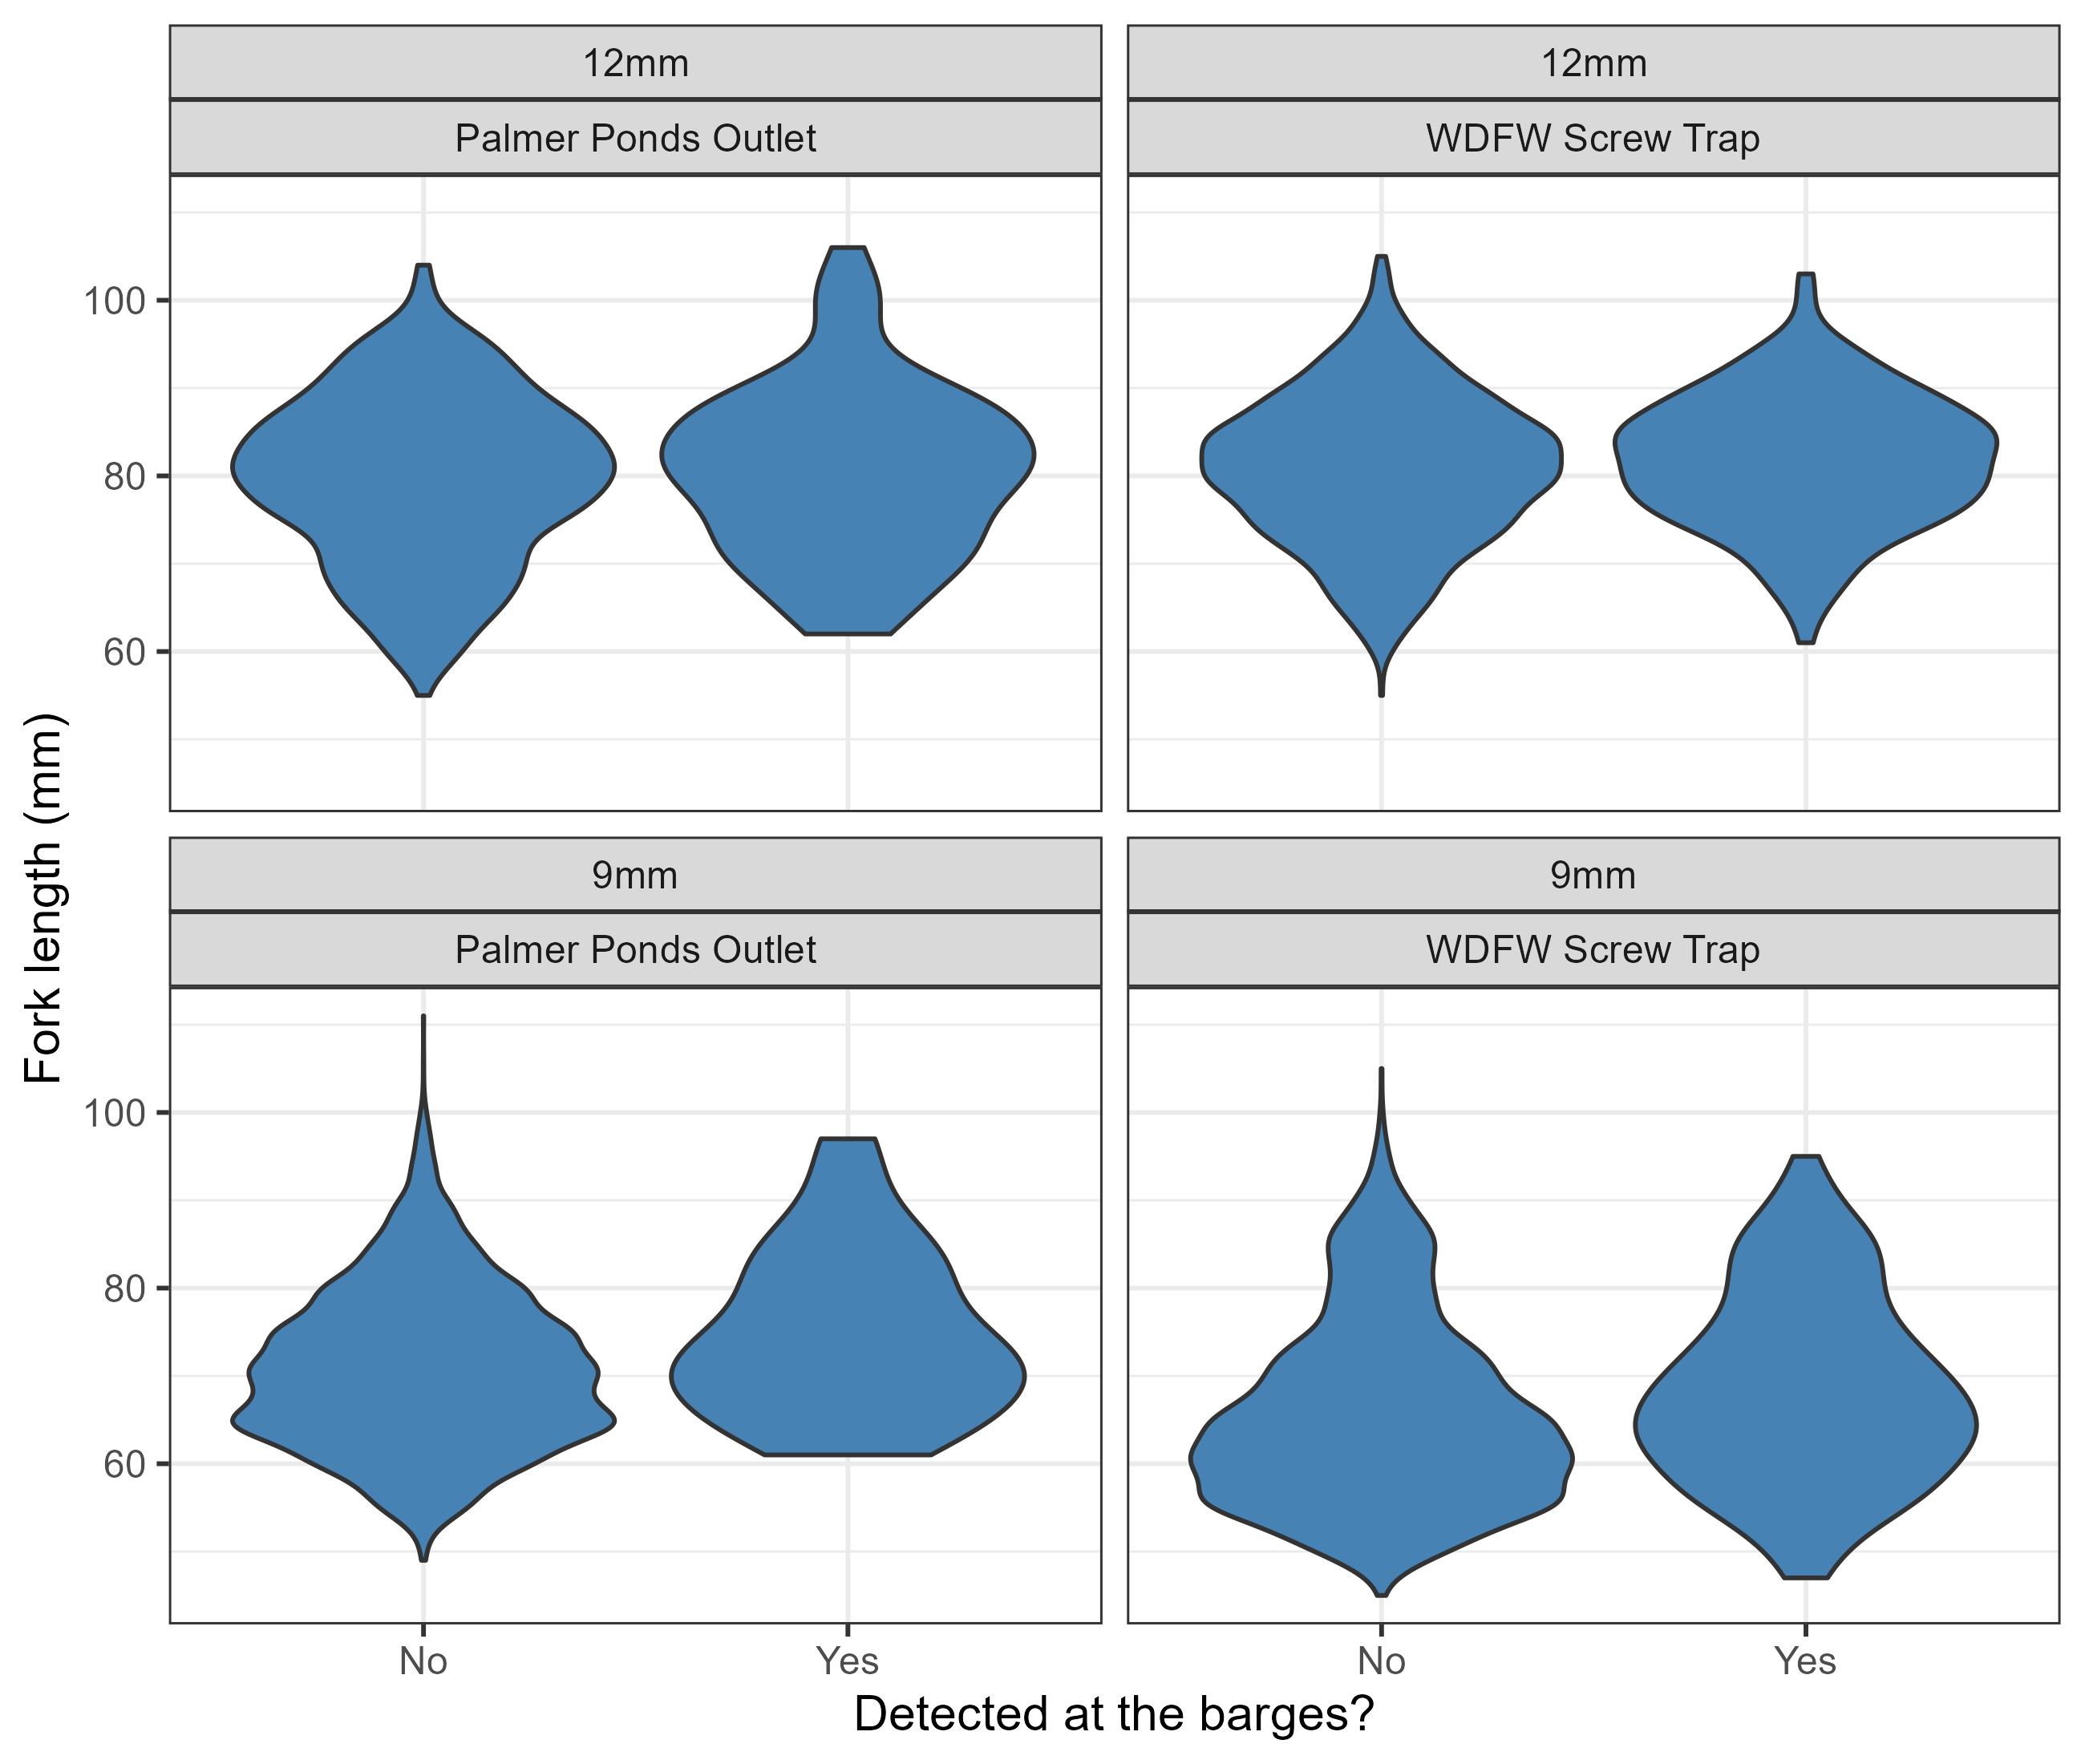 12mm
12mm
Palmer Ponds Outlet
WDFW Screw Trap
100
80
60
9mm
9mm
Palmer Ponds Outlet
WDFW Screw Trap
100
80
60
No
Yes
No
Yes
Detected at the barges?
Fork length (mm)